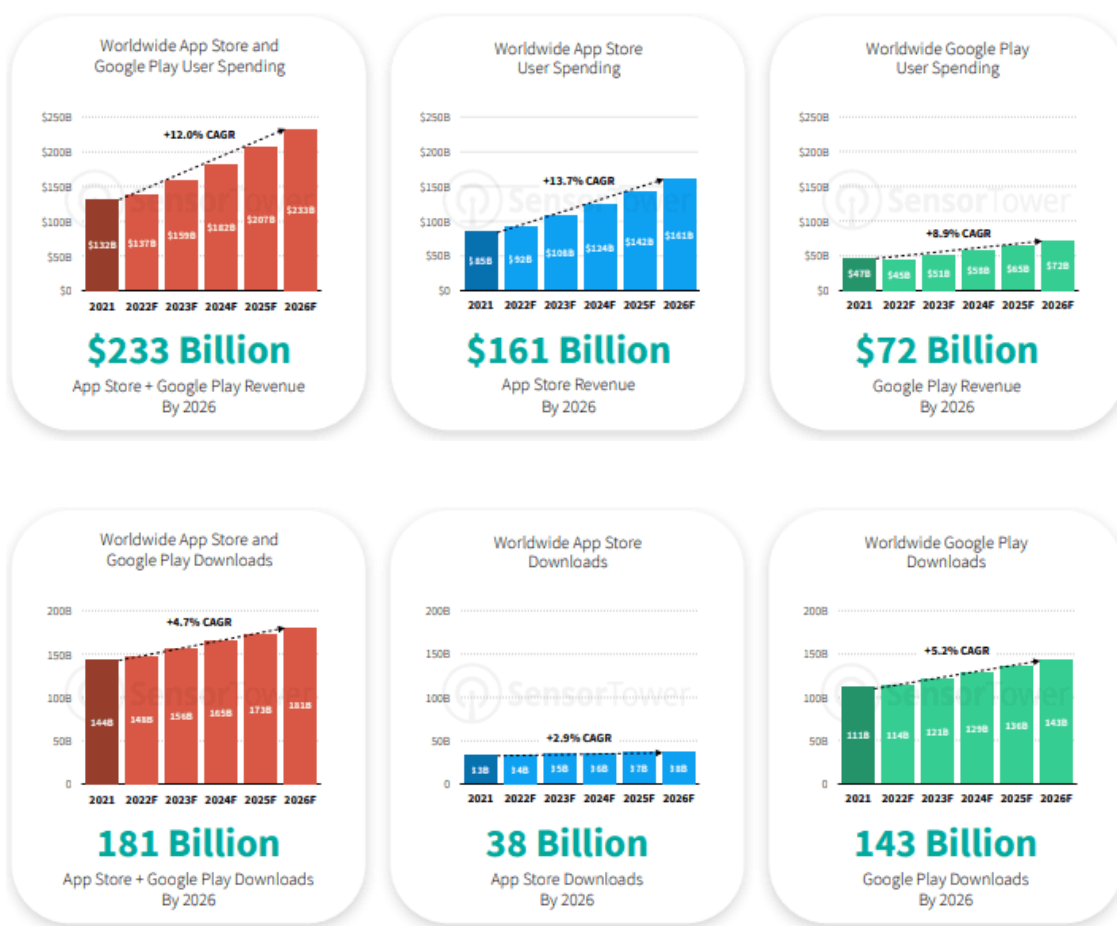 Worldwide App Store and
Google Play User Spending
$250B
$200B
$150B
$100B
$50B
$0
+12.0% CAGR
SensorTower
$132B $137B $159B $182B $207B $233B
2021 2022F 2023F 2024F 2025F 2026F
$233 Billion
App Store + Google Play Revenue
By 2026
Worldwide App Store
User Spending
$250B
$200B
$150B
$100B
$50B
$0
+13.7% CAGR
SensorTower
$85B $92B $108B $124B $142B $161B
2021 2022F 2023F 2024F 2025F 2026F
$161 Billion
App Store Revenue
By 2026
Worldwide Google Play
User Spending
$250B
$200B
$150B
$100B
$50B
$0
+8.9% CAGR
SensorTower
$47B $45B $51B $58B $65B $72B
2021 2022F 2023F 2024F 2025F 2026F
$72 Billion
Google Play Revenue
By 2026
Worldwide App Store and
Google Play Downloads
200B
150B
100B
50B
0
+4.7% CAGR
SensorTower
144B 148B 156B 165B 173B 181B
2021 2022F 2023F 2024F 2025F 2026F
181 Billion
App Store + Google Play Downloads
By 2026
Worldwide App Store
Downloads
200B
150B
100B
50B
0
+2.9% CAGR
SensorTower
33B 34B 35B 36B 37B 38B
2021 2022F 2023F 2024F 2025F 2026F
38 Billion
App Store Downloads
By 2026
Worldwide Google Play
Downloads
200B
150B
100B
50B
0
+5.2% CAGR
SensorTower
111B 114B 121B 129B 136B 143B
2021 2022F 2023F 2024F 2025F 2026F
143 Billion
Google Play Downloads
By 2026